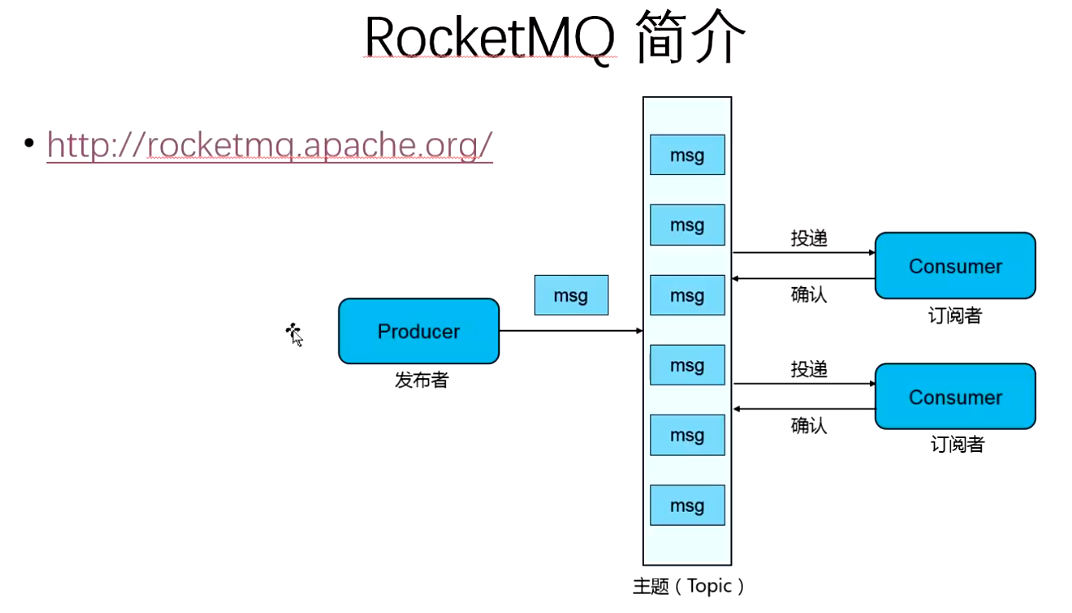 RocketMQ 简介
• http://rocketmq.apache.org/
msg
msg
投递
Consumer
确认
订阅者
msg
msg
Producer
发布者
msg
投递
Consumer
确认
订阅者
msg
msg
主题（Topic）